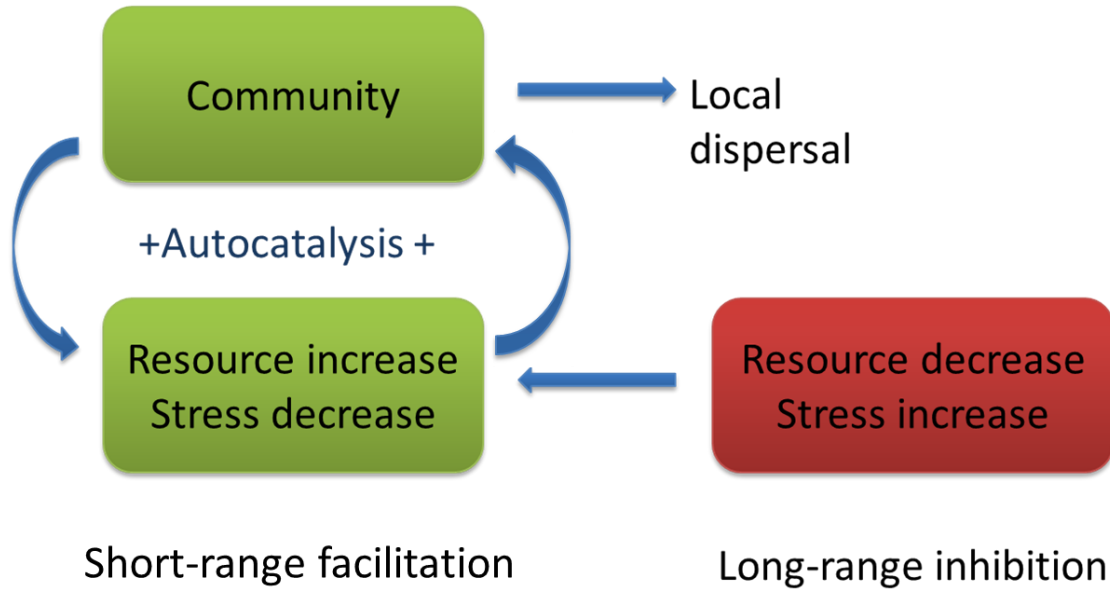 Community
Local
dispersal
+Autocatalysis +
Resource increase
Stress decrease
Resource decrease
Stress increase
Short-range facilitation
Long-range inhibition